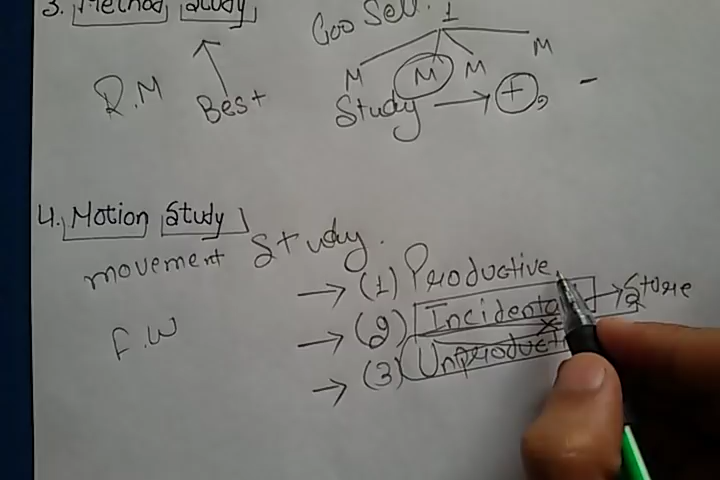 3. Method Study
Goo Sell. 1
M M M M
R.M Best
Study → +, -
4. Motion Study
movement Study.
→ (1) Productive
→ (2) Incidental → Store
F.W
→ (3) Unproducti